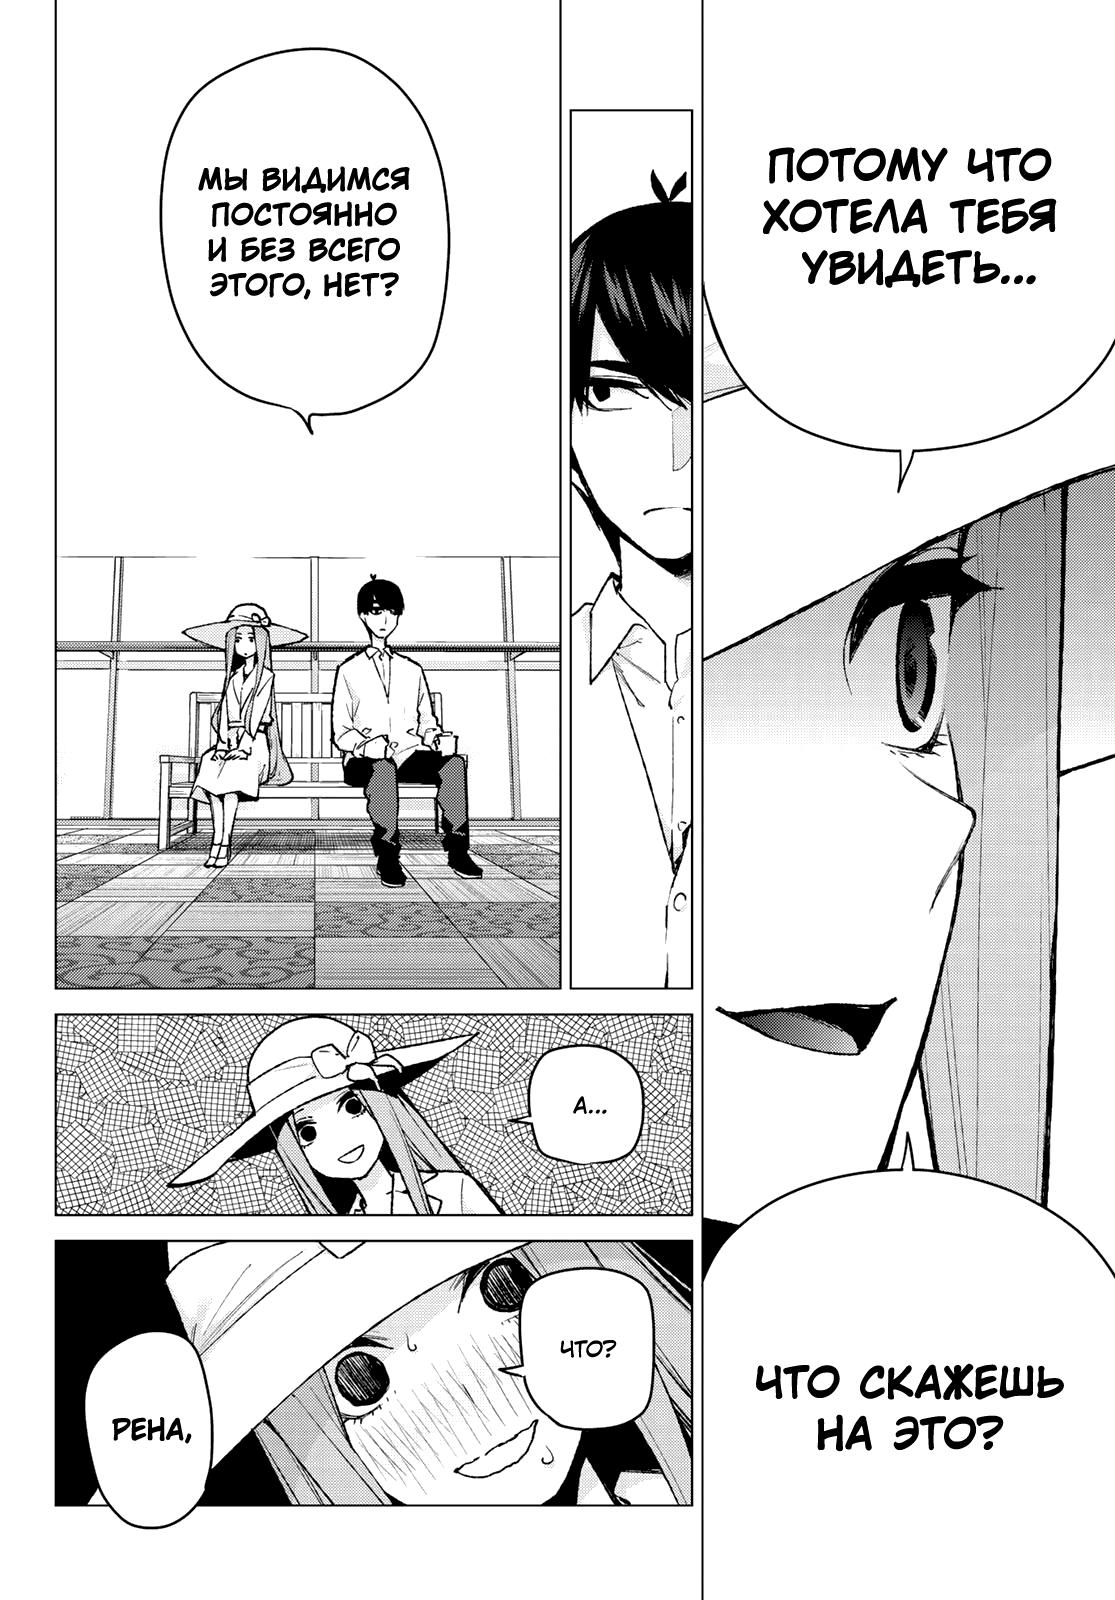 ПОТОМУ ЧТО
ХОТЕЛА ТЕБЯ
УВИДЕТЬ...
ЧТО СКАЖЕШЬ
НА ЭТО?
МЫ ВИДИМСЯ
ПОСТОЯННО
И БЕЗ ВСЕГО
ЭТОГО, НЕТ?
А...
ЧТО?
РЕНА,